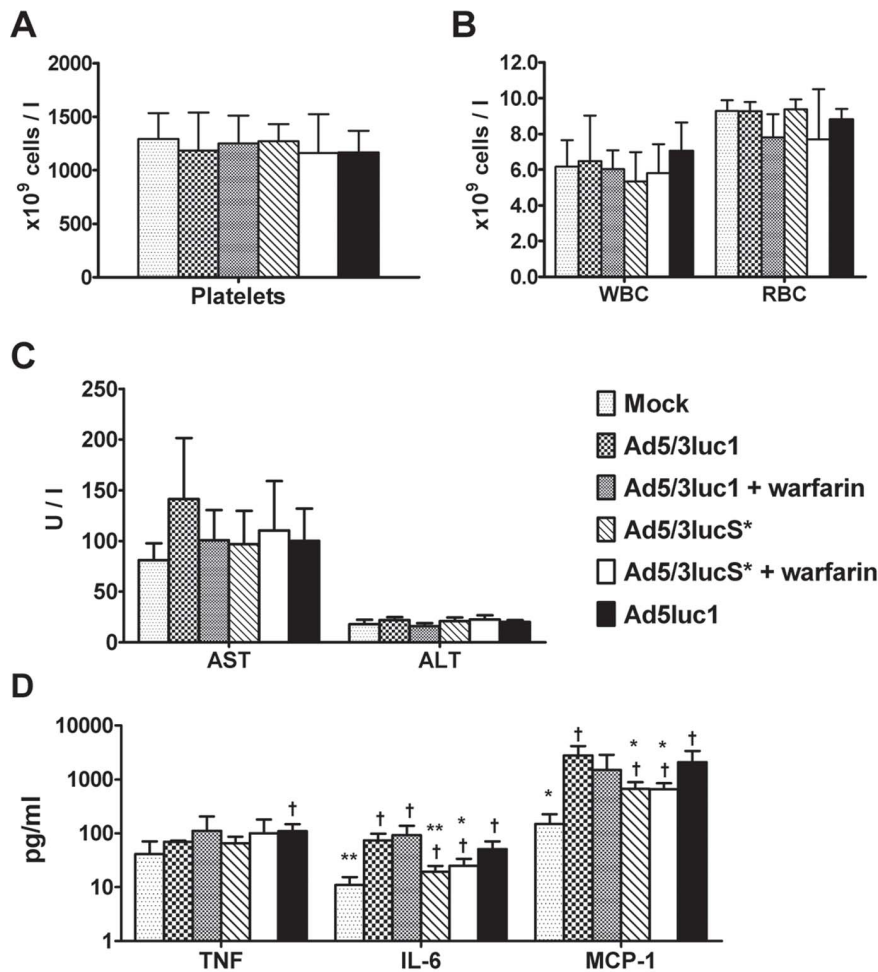 A
x10⁹ cells / l
2000
1500
1000
500
0
Platelets
B
x10⁹ cells / l
12.0
10.0
8.0
6.0
4.0
2.0
0.0
WBC RBC
C
U / l
250
200
150
100
50
0
AST ALT
Mock
Ad5/3luc1
Ad5/3luc1 + warfarin
Ad5/3lucS*
Ad5/3lucS* + warfarin
Ad5luc1
D
pg/ml
10000
1000
100
10
1
†
** † † ** † * † †
* † * † * † †
TNF IL-6 MCP-1